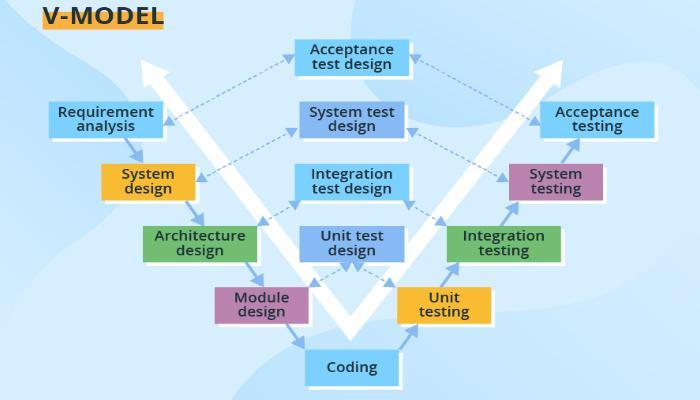 V-MODEL
Acceptance
test design
Requirement
analysis
System test
design
Acceptance
testing
System
design
Integration
test design
System
testing
Architecture
design
Unit test
design
Integration
testing
Module
design
Unit
testing
Coding